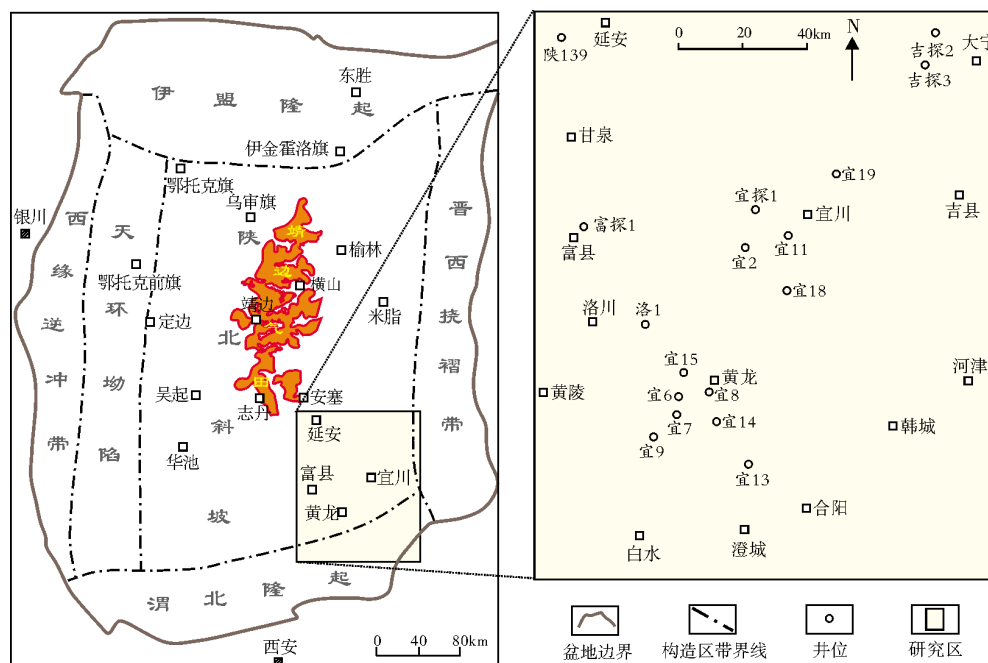 伊盟隆起
东胜
伊金霍洛旗
鄂托克旗
乌审旗
银川
西缘逆冲带
天环坳陷
陕北斜坡
晋西挠褶带
渭北隆起
靖边气田
榆林
横山
鄂托克前旗
靖边
米脂
定边
吴起
志丹
安塞
延安
华池
富县
宜川
黄龙
西安
0 40 80km
延安
陕139
0 20 40km
N
吉探2
大宁
吉探3
甘泉
宜19
宜探1
宜川
吉县
富探1
富县
宜11
宜2
宜18
洛川
洛1
宜15
黄龙
河津
黄陵
宜6
宜8
宜7
宜14
韩城
宜9
宜13
合阳
白水
澄城
盆地边界
构造区带界线
井位
研究区